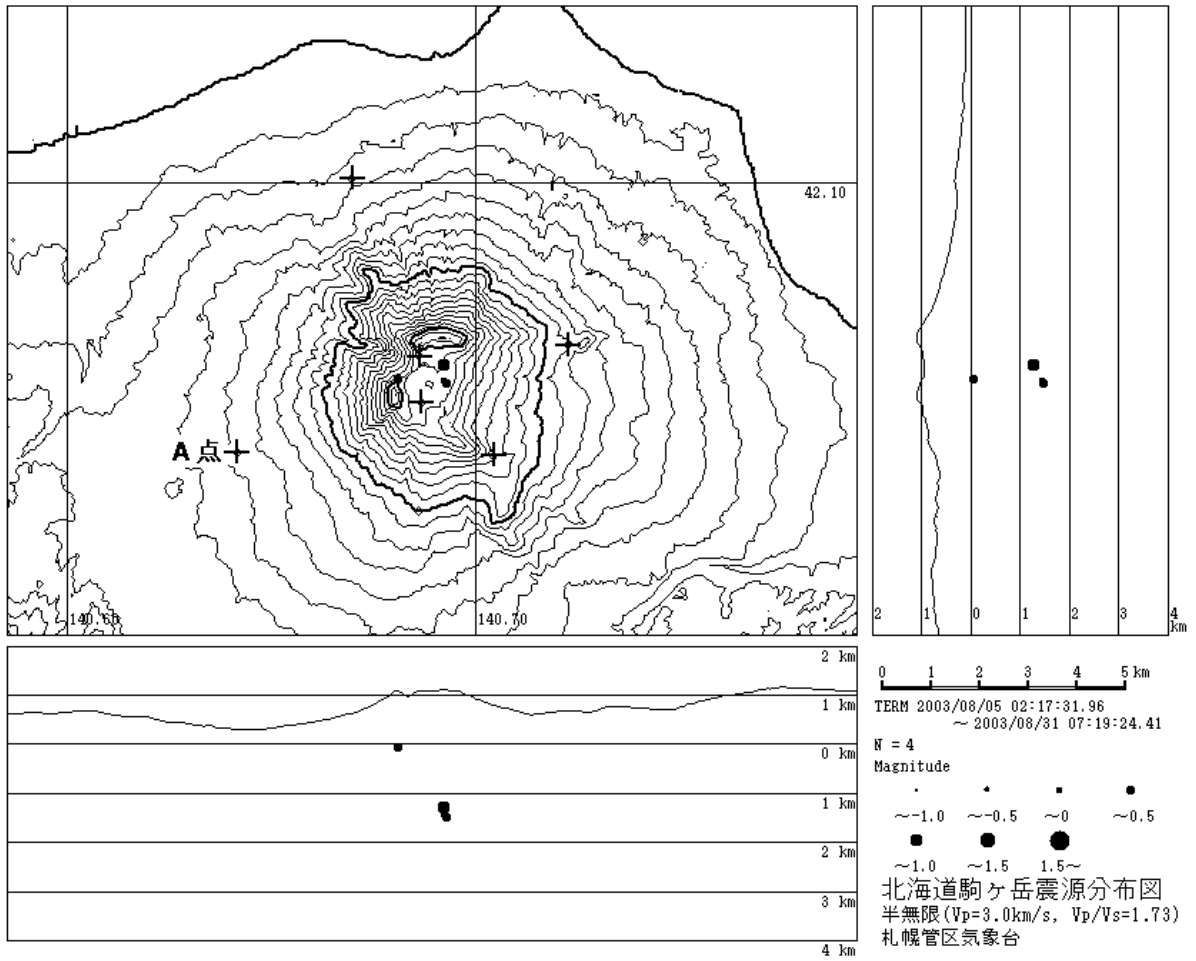 42.10
A 点
140.65
140.70
2 1 0 1 2 3 4
km
2 km
1 km
0 km
1 km
2 km
3 km
4 km
0 1 2 3 4 5 km
TERM 2003/08/05 02:17:31.96
～ 2003/08/31 07:19:24.41
N = 4
Magnitude
～-1.0 ～-0.5 ～0 ～0.5
～1.0 ～1.5 1.5～
北海道駒ヶ岳震源分布図
半無限(Vp=3.0km/s, Vp/Vs=1.73)
札幌管区気象台